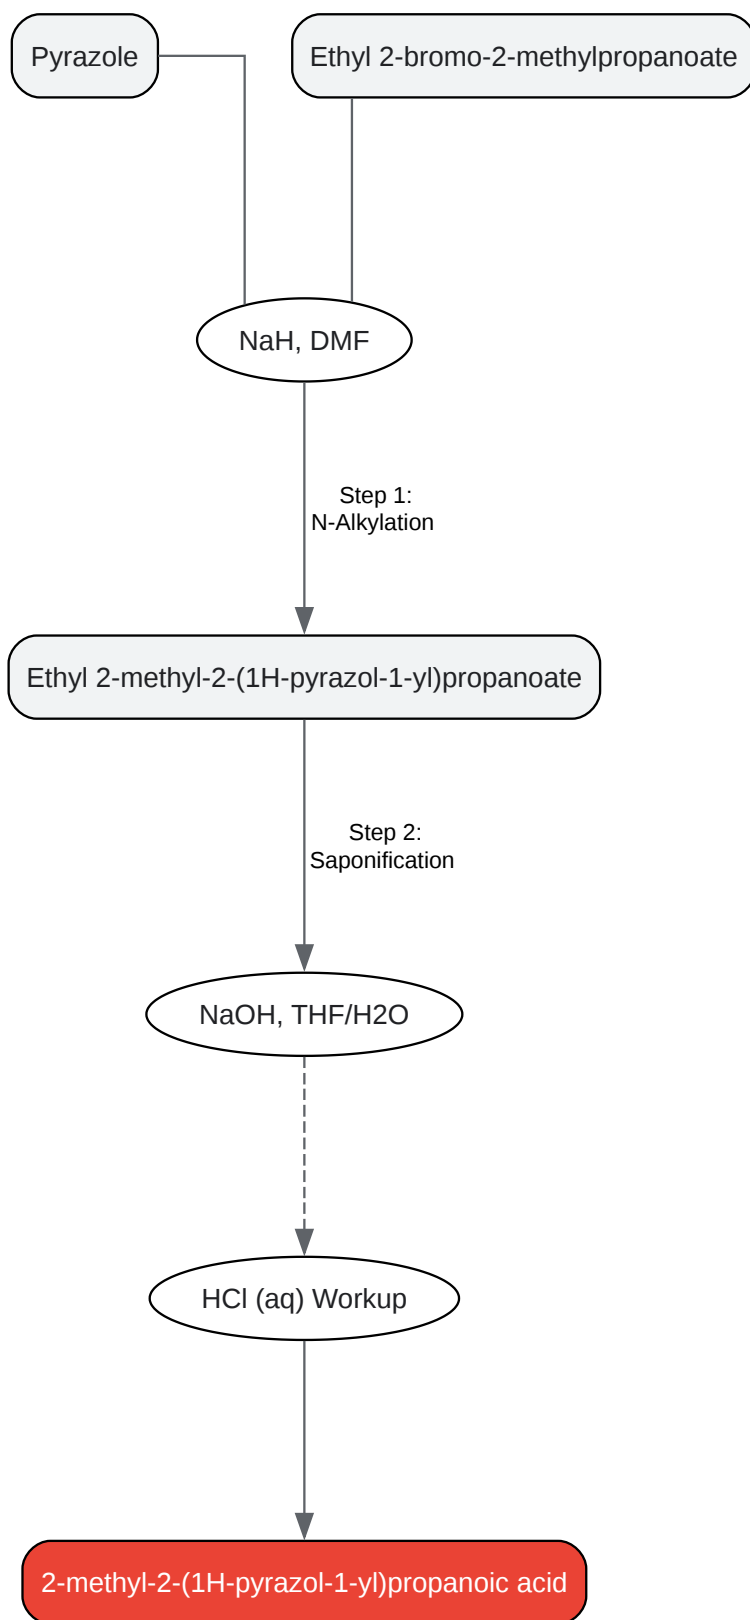 Pyrazole
Ethyl 2-bromo-2-methylpropanoate
NaH, DMF
Step 1:
N-Alkylation
Ethyl 2-methyl-2-(1H-pyrazol-1-yl)propanoate
Step 2:
Saponification
NaOH, THF/H2O
HCl (aq) Workup
2-methyl-2-(1H-pyrazol-1-yl)propanoic acid